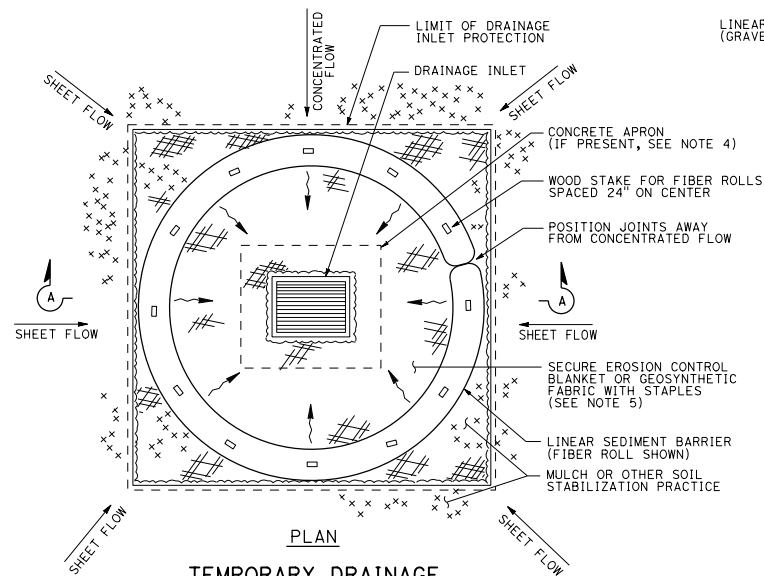 LIMIT OF DRAINAGE
INLET PROTECTION
LINEAR
(GRAVE
CONCENTRATED
FLOW
DRAINAGE INLET
SHEET FLOW
SHEET FLOW
CONCRETE APRON
(IF PRESENT, SEE NOTE 4)
WOOD STAKE FOR FIBER ROLLS
SPACED 24" ON CENTER
POSITION JOINTS AWAY
FROM CONCENTRATED FLOW
A
A
SHEET FLOW
SHEET FLOW
SECURE EROSION CONTROL
BLANKET OR GEOSYNTHETIC
FABRIC WITH STAPLES
(SEE NOTE 5)
LINEAR SEDIMENT BARRIER
(FIBER ROLL SHOWN)
MULCH OR OTHER SOIL
STABILIZATION PRACTICE
SHEET FLOW
SHEET FLOW
PLAN
TEMPORARY DRAINAGE